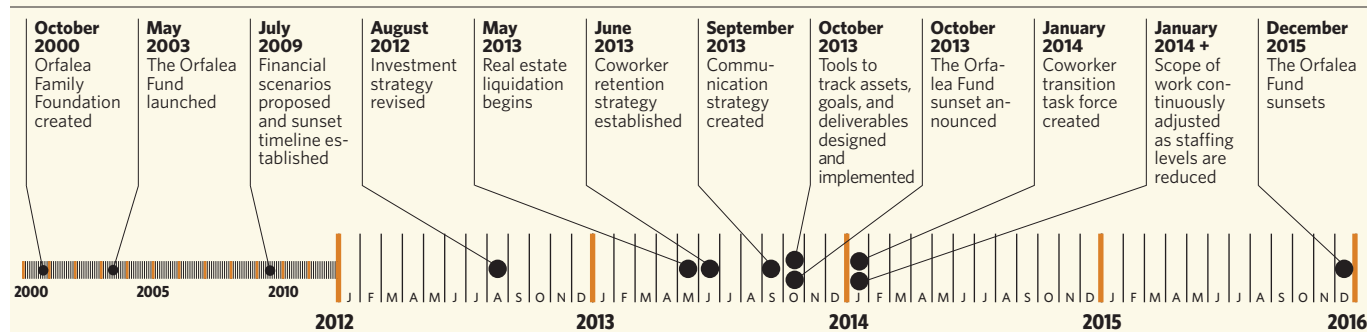 October
2000
Orfalea
Family
Foundation
created
May
2003
The Orfalea
Fund
launched
July
2009
Financial
scenarios
proposed
and sunset
timeline es-
tablished
August
2012
Investment
strategy
revised
May
2013
Real estate
liquidation
begins
June
2013
Coworker
retention
strategy
established
September
2013
Commu-
nication
strategy
created
October
2013
Tools to
track assets,
goals, and
deliverables
designed
and
implemented
October
2013
The Orfa-
lea Fund
sunset an-
nounced
January
2014
Coworker
transition
task force
created
January
2014 +
Scope of
work con-
tinuously
adjusted
as staffing
levels are
reduced
December
2015
The Orfalea
Fund
sunsets
2000 2005 2010
J F M A M J J A S O N D J F M A M J J A S O N D J F M A M J J A S O N D J F M A M J J A S O N D
2012 2013 2014 2015 2016